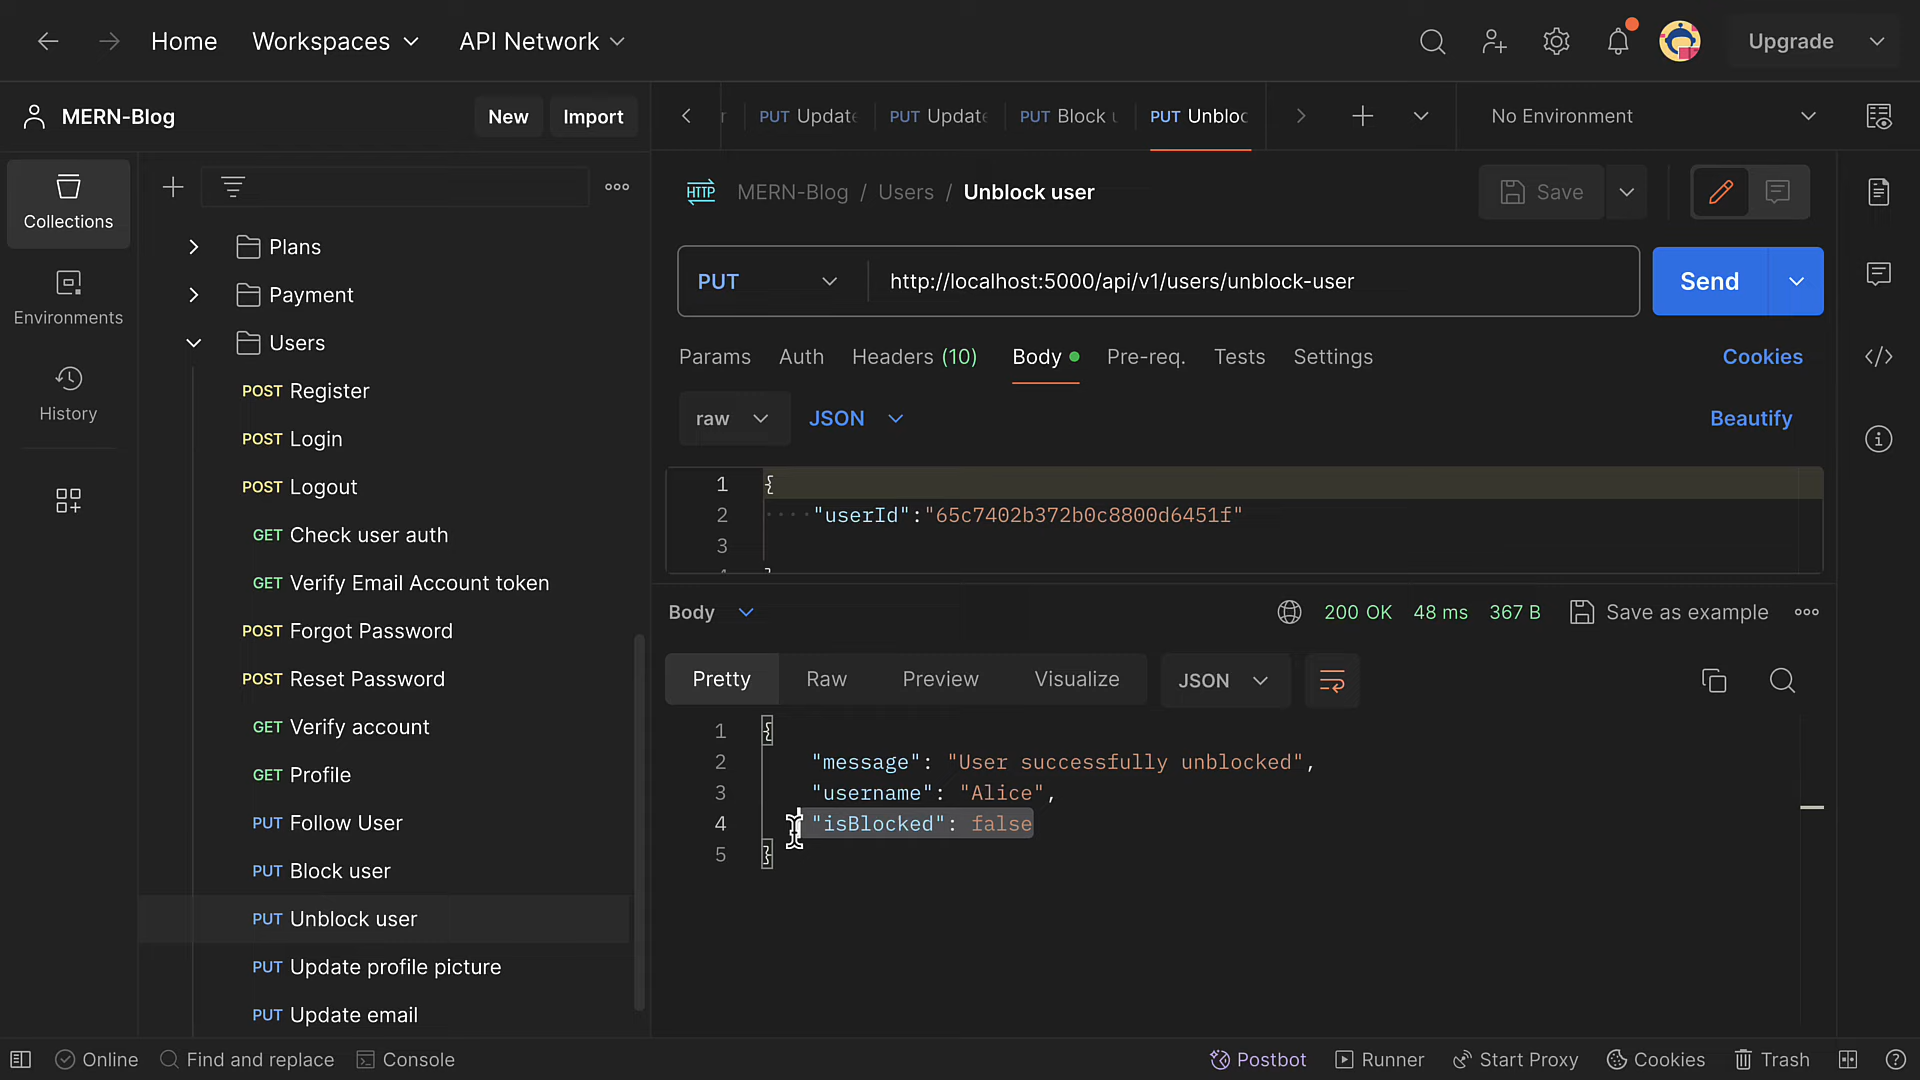 Home Workspaces API Network Upgrade
MERN-Blog New Import
PUT Update PUT Update PUT Block PUT Unbloc No Environment
Collections
Environments
History
Plans
Payment
Users
POST Register
POST Login
POST Logout
GET Check user auth
GET Verify Email Account token
POST Forgot Password
POST Reset Password
GET Verify account
GET Profile
PUT Follow User
PUT Block user
PUT Unblock user
PUT Update profile picture
PUT Update email
HTTP MERN-Blog / Users / Unblock user Save
PUT http://localhost:5000/api/v1/users/unblock-user Send
Params Auth Headers (10) Body Pre-req. Tests Settings Cookies
raw JSON Beautify
1 {
2 "userId":"65c7402b372b0c8800d6451f"
3
Body 200 OK 48 ms 367 B Save as example
Pretty Raw Preview Visualize JSON
1 {
2 "message": "User successfully unblocked",
3 "username": "Alice",
4 "isBlocked": false
5 }
Online Find and replace Console Postbot Runner Start Proxy Cookies Trash